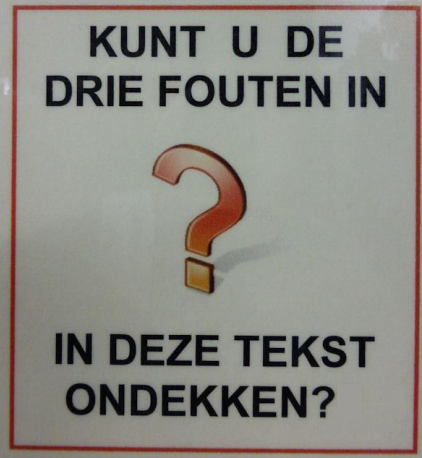 KUNT U DE
DRIE FOUTEN IN
?
IN DEZE TEKST
ONDEKKEN?